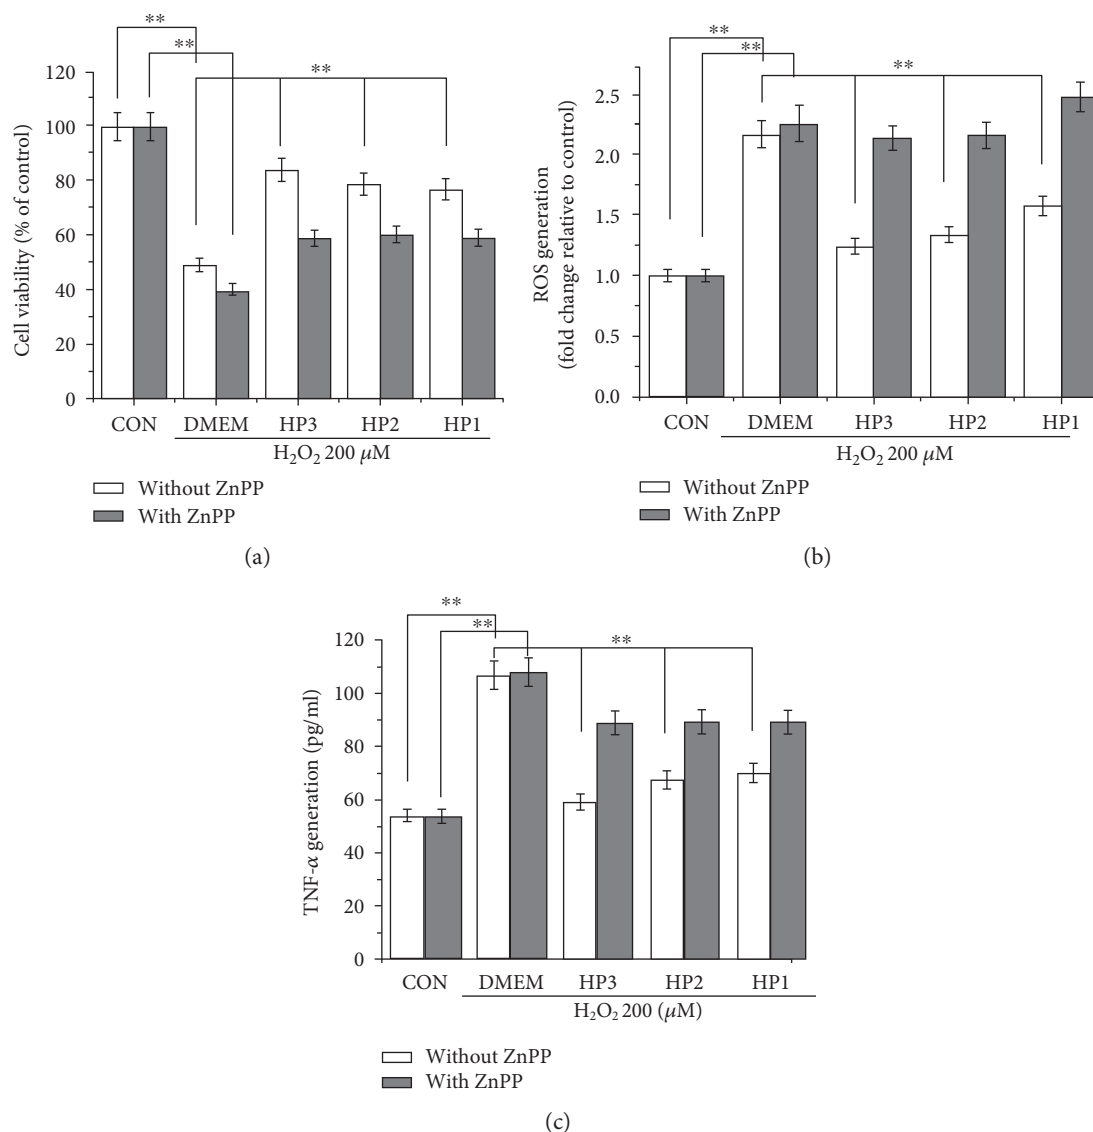 **
**
**
120
100
80
60
40
20
0
Cell viability (% of control)
CON DMEM HP3 HP2 HP1
H₂O₂ 200 μM
Without ZnPP
With ZnPP
(a)
**
**
**
2.5
2.0
1.5
1.0
0.5
0.0
ROS generation
(fold change relative to control)
CON DMEM HP3 HP2 HP1
H₂O₂ 200 μM
Without ZnPP
With ZnPP
(b)
**
**
**
120
100
80
60
40
20
0
TNF-α generation (pg/ml)
CON DMEM HP3 HP2 HP1
H₂O₂ 200 (μM)
Without ZnPP
With ZnPP
(c)